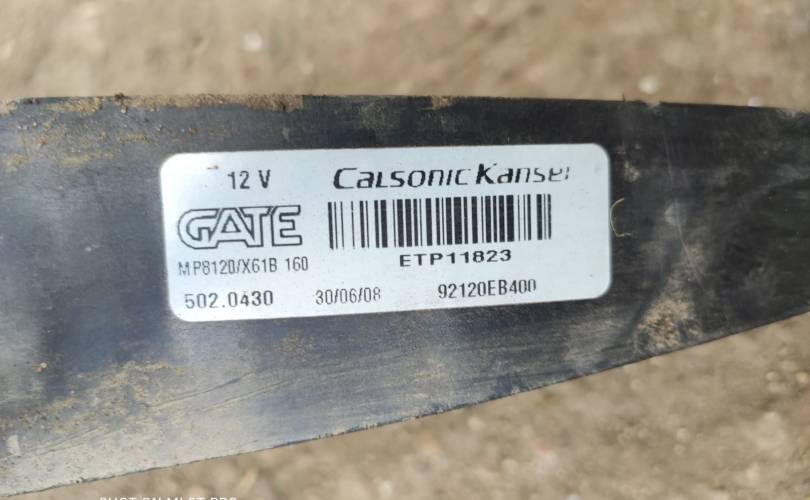 12 V CALSONIC KANSEI
GATE
ETP11823
MP8120/X61B 160
502.0430 30/06/08 92120EB400